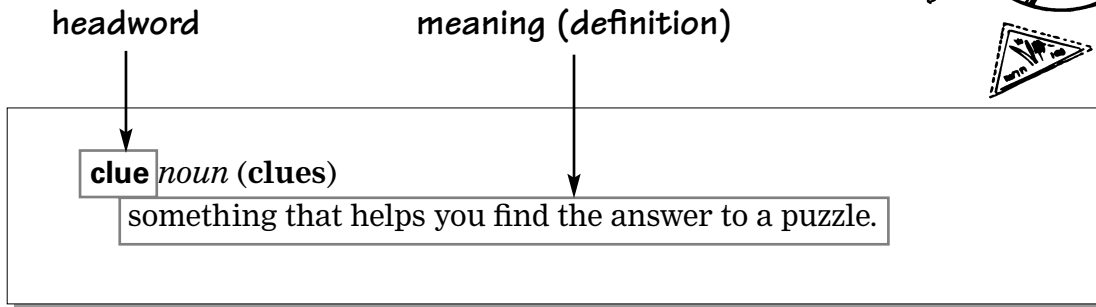 headword meaning (definition)
clue noun (clues)
something that helps you find the answer to a puzzle.